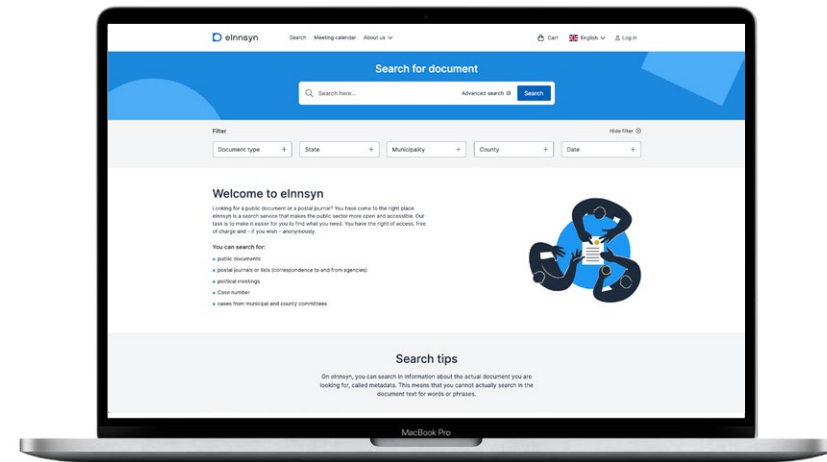 eInnsyn
Search Meeting calendar About us
Cart English Log in
Search for document
Search here...
Advanced search
Search
Filter
Hide filter
Document type + State + Municipality + County + Date +
Welcome to eInnsyn
Looking for a public document or a postal journal? You have come to the right place.
eInnsyn is a search service that makes the public sector more open and accessible. Our
task is to make it easier for you to find what you need. You have the right of access, free
of charge and - if you wish - anonymously.
You can search for:
public documents
postal journals or lists (correspondence to and from agencies)
political meetings
Case number
cases from municipal and county committees
Search tips
On eInnsyn, you can search in information about the actual document you are
looking for, called metadata. This means that you cannot actually search in the
document text for words or phrases.
MacBook Pro